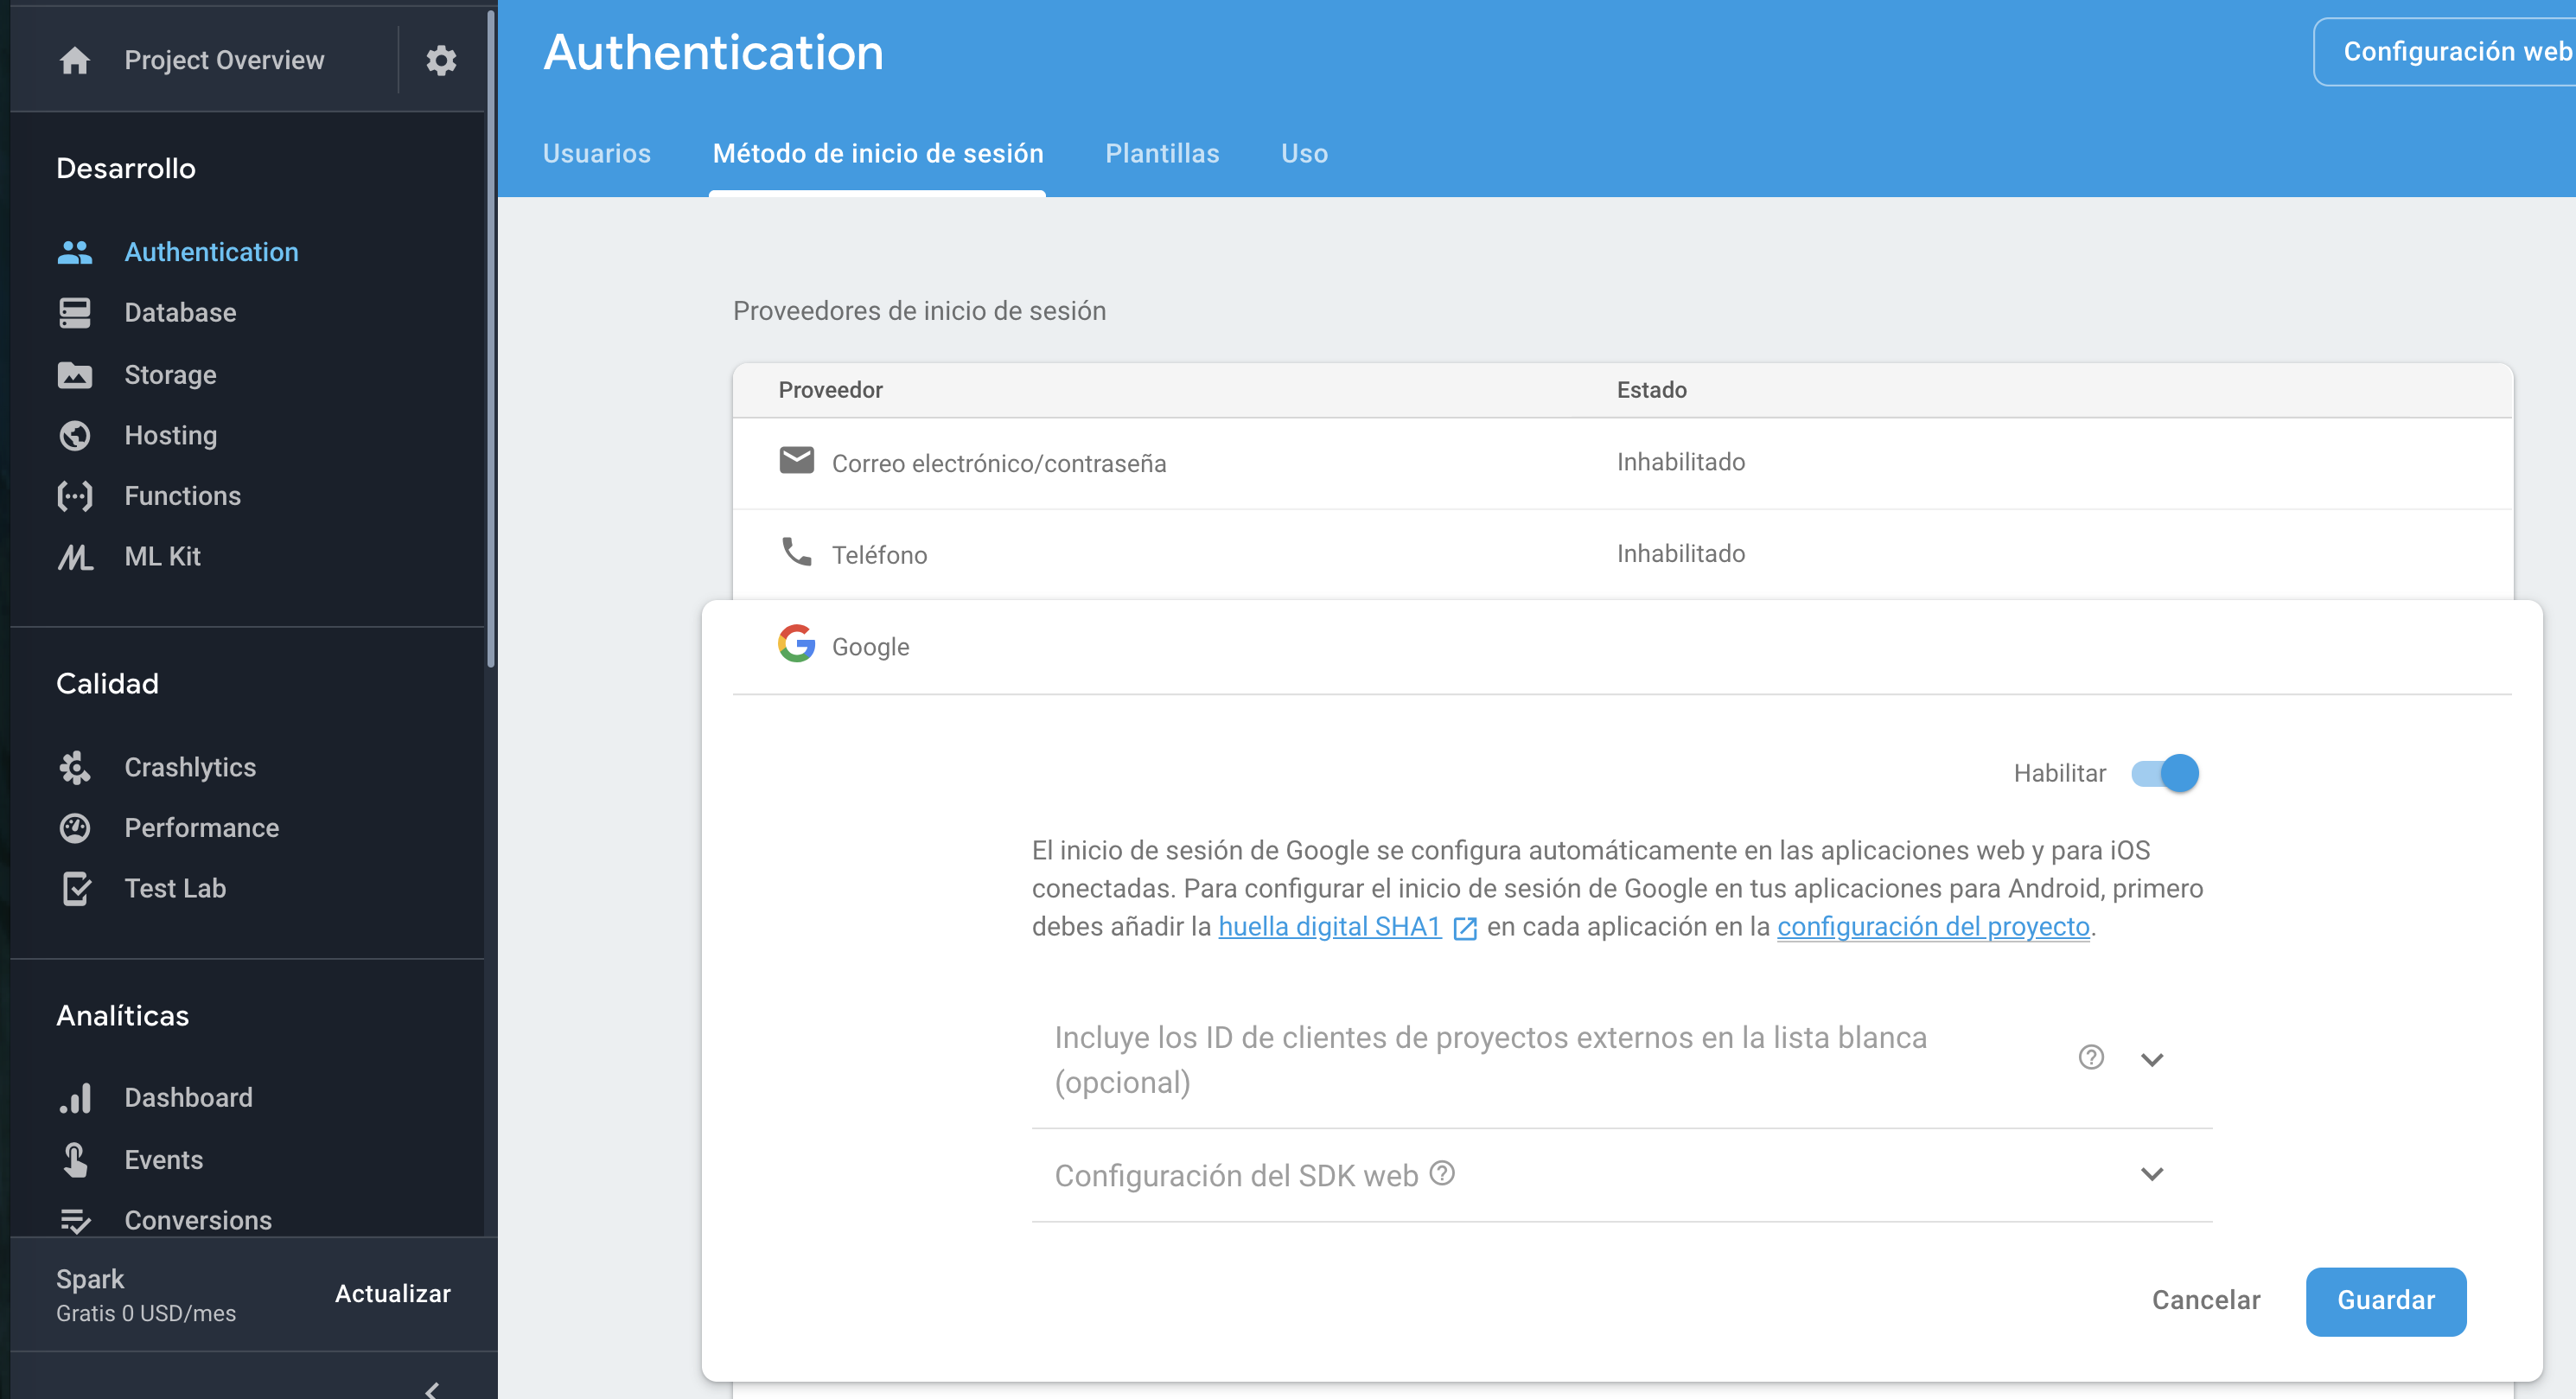 Project Overview
Desarrollo
Authentication
Database
Storage
Hosting
Functions
ML Kit
Calidad
Crashlytics
Performance
Test Lab
Analíticas
Dashboard
Events
Conversions
Spark
Gratis 0 USD/mes
Actualizar
Authentication
Configuración web
Usuarios
Método de inicio de sesión
Plantillas
Uso
Proveedores de inicio de sesión
Proveedor
Estado
Correo electrónico/contraseña
Inhabilitado
Teléfono
Inhabilitado
Google
Habilitar
El inicio de sesión de Google se configura automáticamente en las aplicaciones web y para iOS
conectadas. Para configurar el inicio de sesión de Google en tus aplicaciones para Android, primero
debes añadir la huella digital SHA1 en cada aplicación en la configuración del proyecto.
Incluye los ID de clientes de proyectos externos en la lista blanca
(opcional)
Configuración del SDK web
Cancelar
Guardar